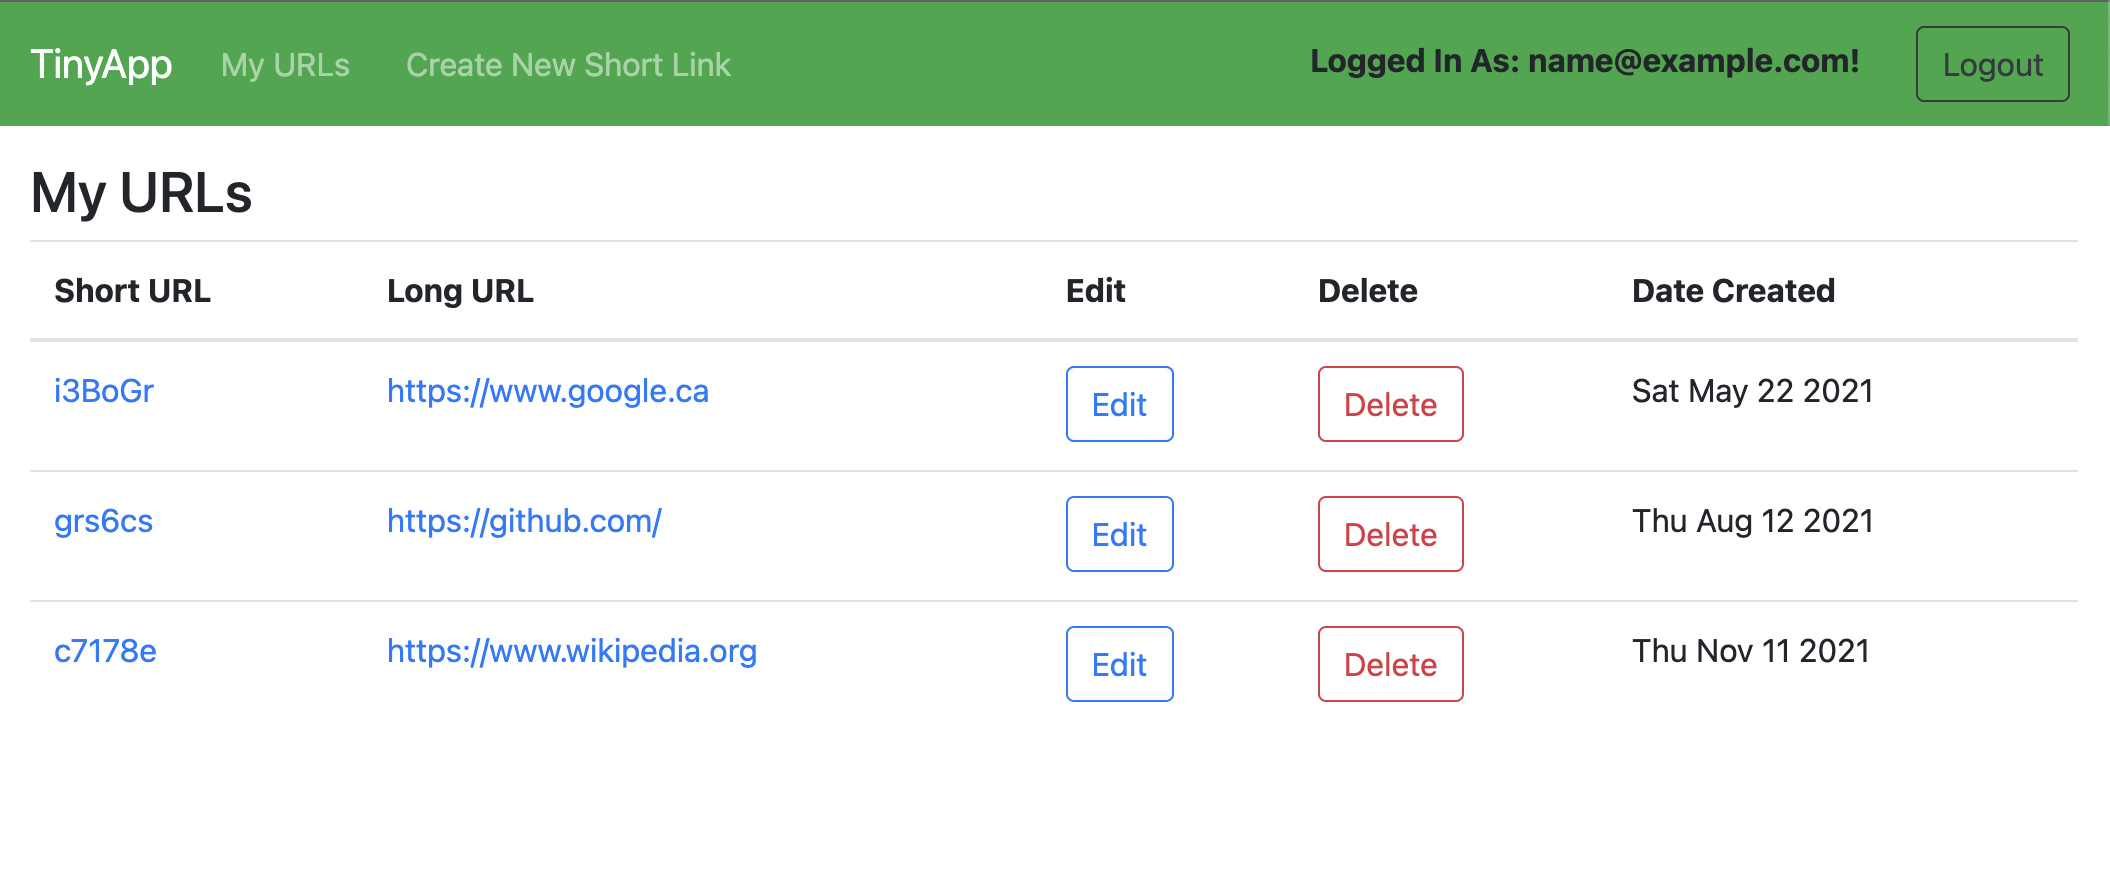 TinyApp My URLs Create New Short Link Logged In As: name@example.com! Logout
My URLs
Short URL Long URL Edit Delete Date Created
i3BoGr https://www.google.ca Edit Delete Sat May 22 2021
grs6cs https://github.com/ Edit Delete Thu Aug 12 2021
c7178e https://www.wikipedia.org Edit Delete Thu Nov 11 2021